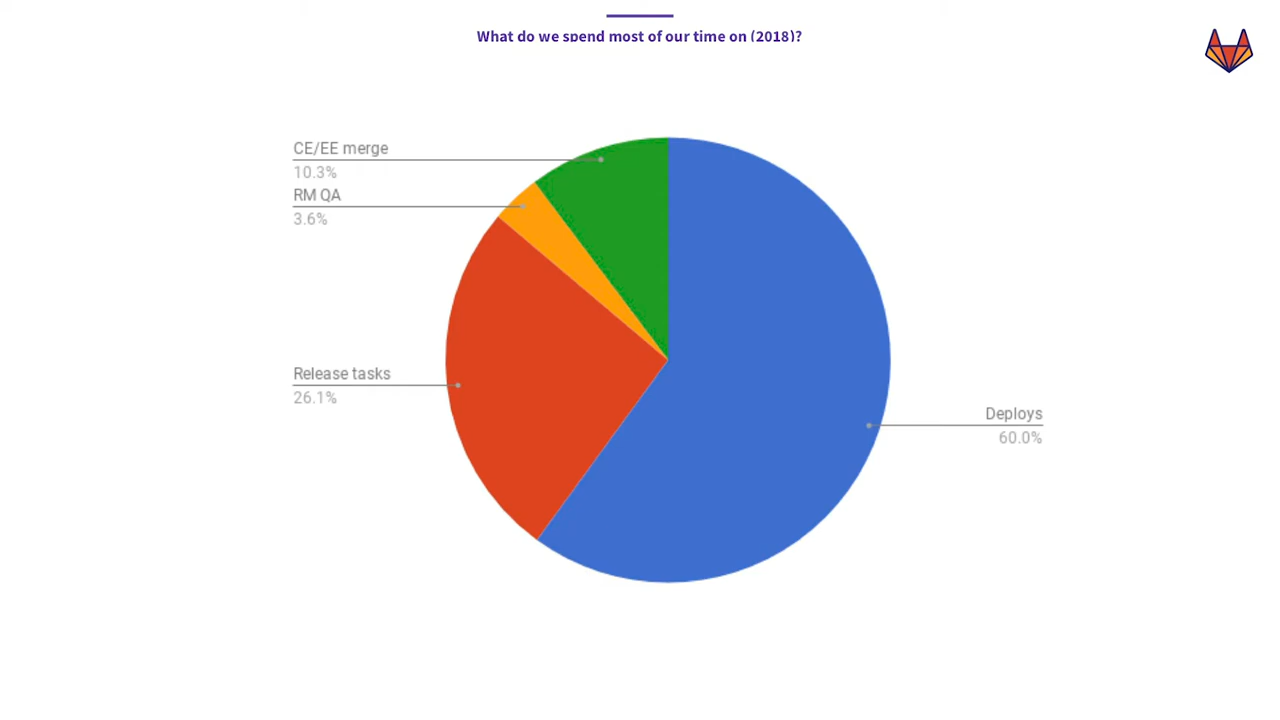 What do we spend most of our time on (2018)?
CE/EE merge
10.3%
RM QA
3.6%
Release tasks
26.1%
Deploys
60.0%